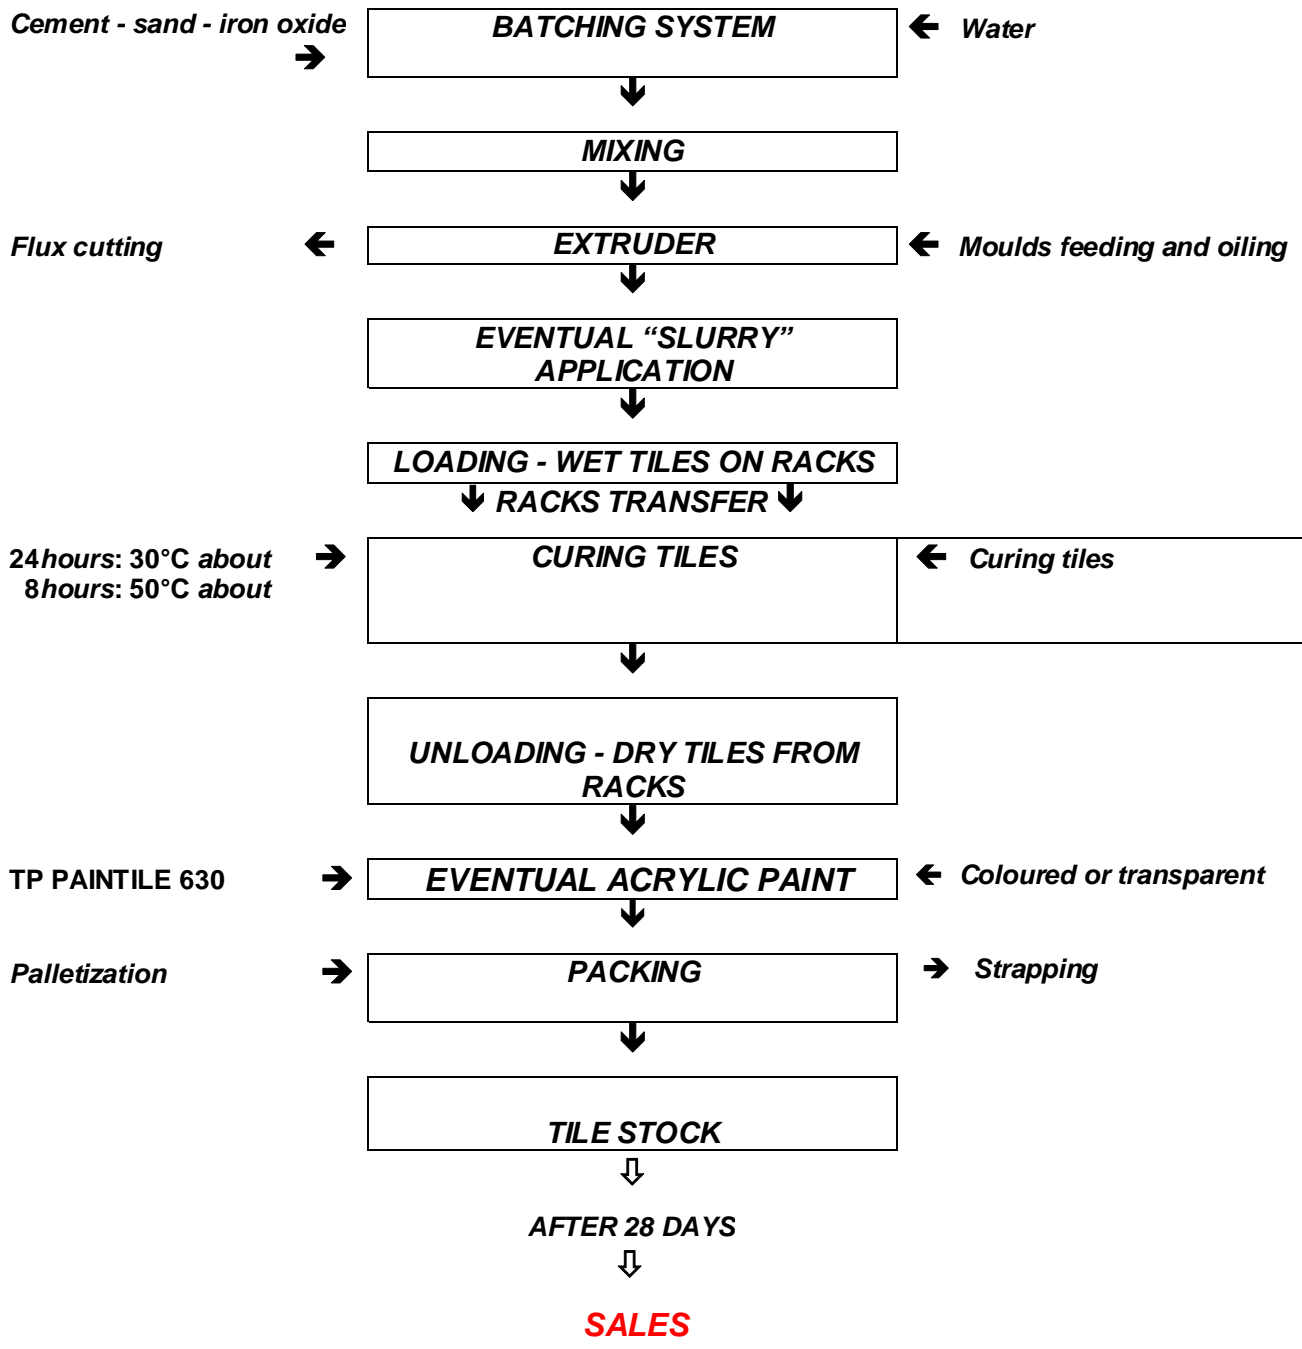 Cement - sand - iron oxide
BATCHING SYSTEM
Water
MIXING
Flux cutting
EXTRUDER
Moulds feeding and oiling
EVENTUAL “SLURRY”
APPLICATION
LOADING - WET TILES ON RACKS
RACKS TRANSFER
24hours: 30°C about
8hours: 50°C about
CURING TILES
Curing tiles
UNLOADING - DRY TILES FROM
RACKS
TP PAINTILE 630
EVENTUAL ACRYLIC PAINT
Coloured or transparent
Palletization
PACKING
Strapping
TILE STOCK
AFTER 28 DAYS
SALES